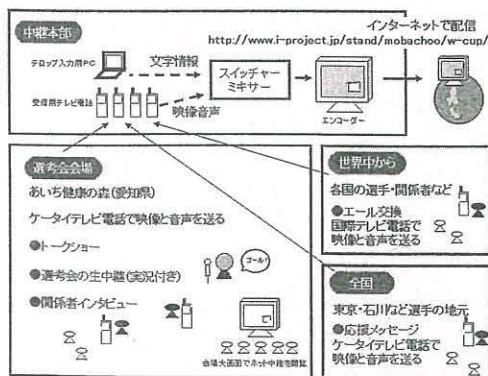 中継本部
インターネットで配信
http://www.i-project.jp/stand/mobachoo/w-cup/
テロップ入力用PC
文字情報
スイッチャー
ミキサー
受信用テレビ電話
映像音声
エンコーダー
選考会会場
あいち健康の森(愛知県)
ケータイテレビ電話で映像と音声を送る
●トークショー
●選考会の生中継(実況付き)
ゴール!
●関係者インタビュー
会場大画面でネット中継を閲覧
世界中から
各国の選手・関係者など
●エール交換
国際テレビ電話で
映像と音声を送る
全国
東京・石川など選手の地元
●応援メッセージ
ケータイテレビ電話で
映像と音声を送る